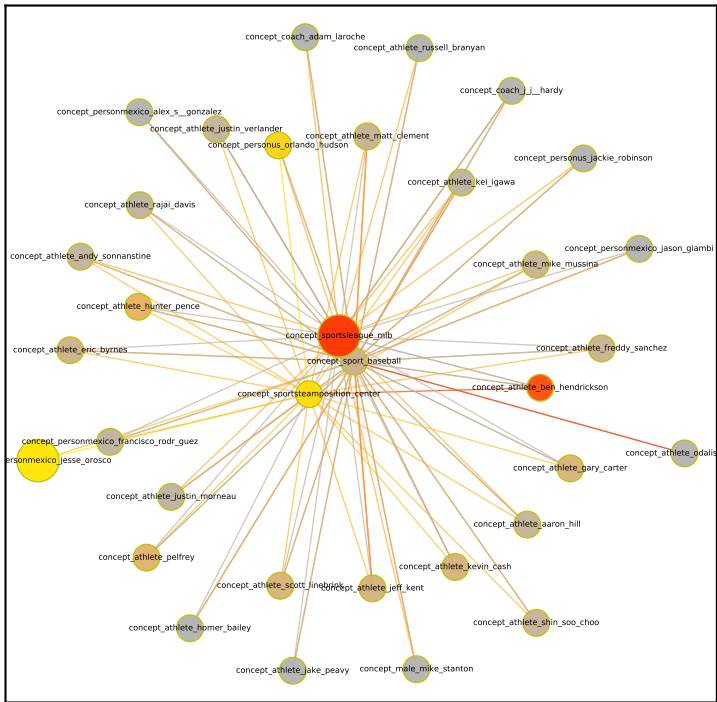 concept_coach_adam_laroche
concept_athlete_russell_branyan
concept_coach_j_j__hardy
concept_personmexico_alex_s__gonzalez
concept_athlete_justin_verlander
concept_athlete_matt_clement
concept_personus_orlando_hudson
concept_personus_jackie_robinson
concept_athlete_kei_igawa
concept_athlete_rajai_davis
concept_personmexico_jason_giambi
concept_athlete_andy_sonnanstine
concept_athlete_mike_mussina
concept_athlete_hunter_pence
concept_sportsleague_mlb
concept_athlete_eric_byrnes
concept_athlete_freddy_sanchez
concept_sport_baseball
concept_athlete_ben_hendrickson
concept_sportsteamposition_center
concept_personmexico_francisco_rodr_guez
concept_athlete_odalis
ersonmexico_jesse_orosco
concept_athlete_gary_carter
concept_athlete_justin_morneau
concept_athlete_aaron_hill
concept_athlete_pelfrey
concept_athlete_kevin_cash
concept_athlete_scott_linebrink
concept_athlete_jeff_kent
concept_athlete_shin_soo_choo
concept_athlete_homer_bailey
concept_athlete_jake_peavy
concept_male_mike_stanton